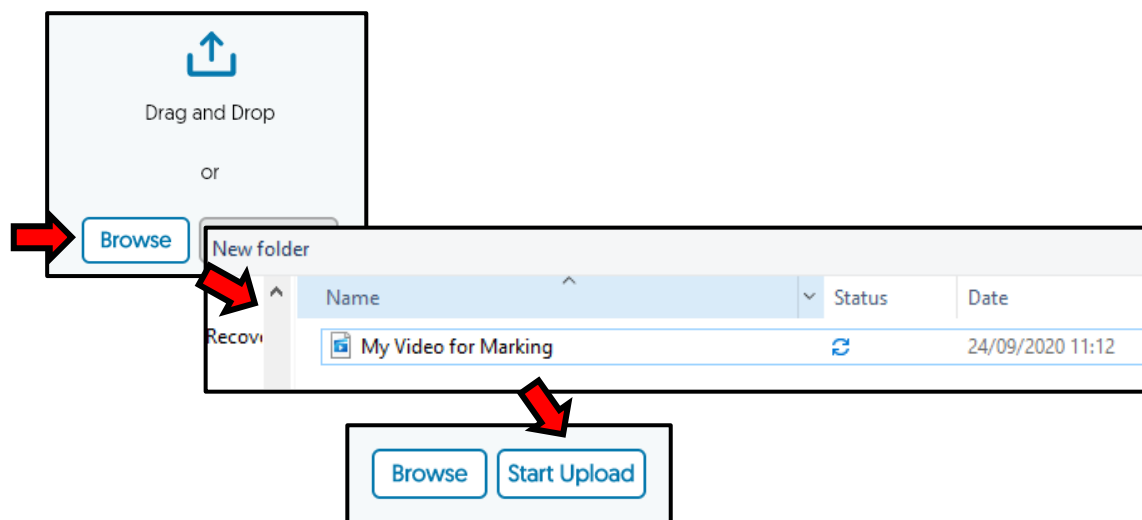 Drag and Drop
or
Browse
New folder
Name Status Date
My Video for Marking 24/09/2020 11:12
Browse Start Upload